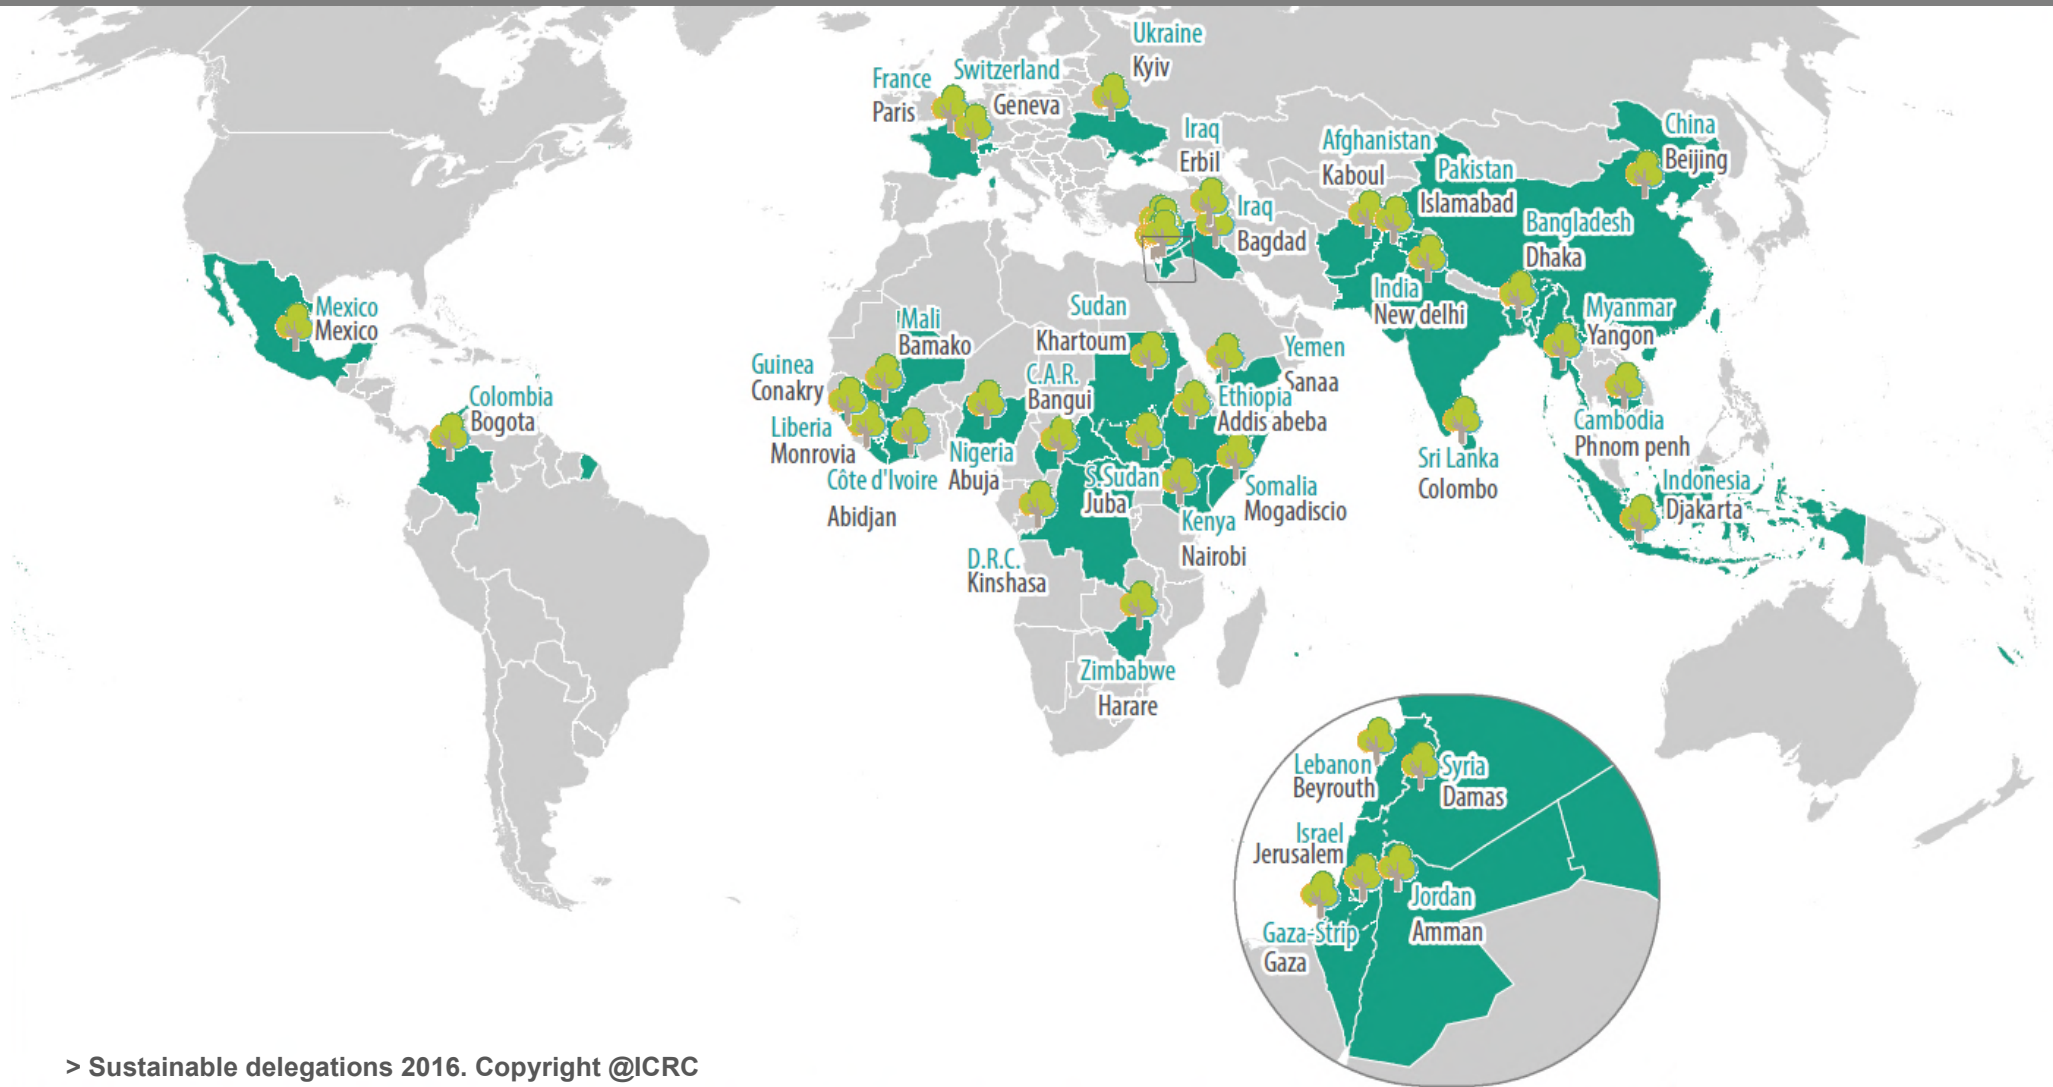 Ukraine
Kyiv
France
Paris
Switzerland
Geneva
Iraq
Erbil
Iraq
Bagdad
Afghanistan
Kaboul
Pakistan
Islamabad
China
Beijing
Bangladesh
Dhaka
India
New delhi
Myanmar
Yangon
Mexico
Mexico
Colombia
Bogota
Mali
Bamako
Sudan
Khartoum
Yemen
Sanaa
Guinea
Conakry
C.A.R.
Bangui
Ethiopia
Addis abeba
Liberia
Monrovia
Côte d'Ivoire
Abidjan
Nigeria
Abuja
S.Sudan
Juba
Somalia
Mogadiscio
Kenya
Nairobi
D.R.C.
Kinshasa
Zimbabwe
Harare
Sri Lanka
Colombo
Cambodia
Phnom penh
Indonesia
Djakarta
Lebanon
Beyrouth
Syria
Damas
Israel
Jerusalem
Jordan
Amman
Gaza-Strip
Gaza
> Sustainable delegations 2016. Copyright @ICRC